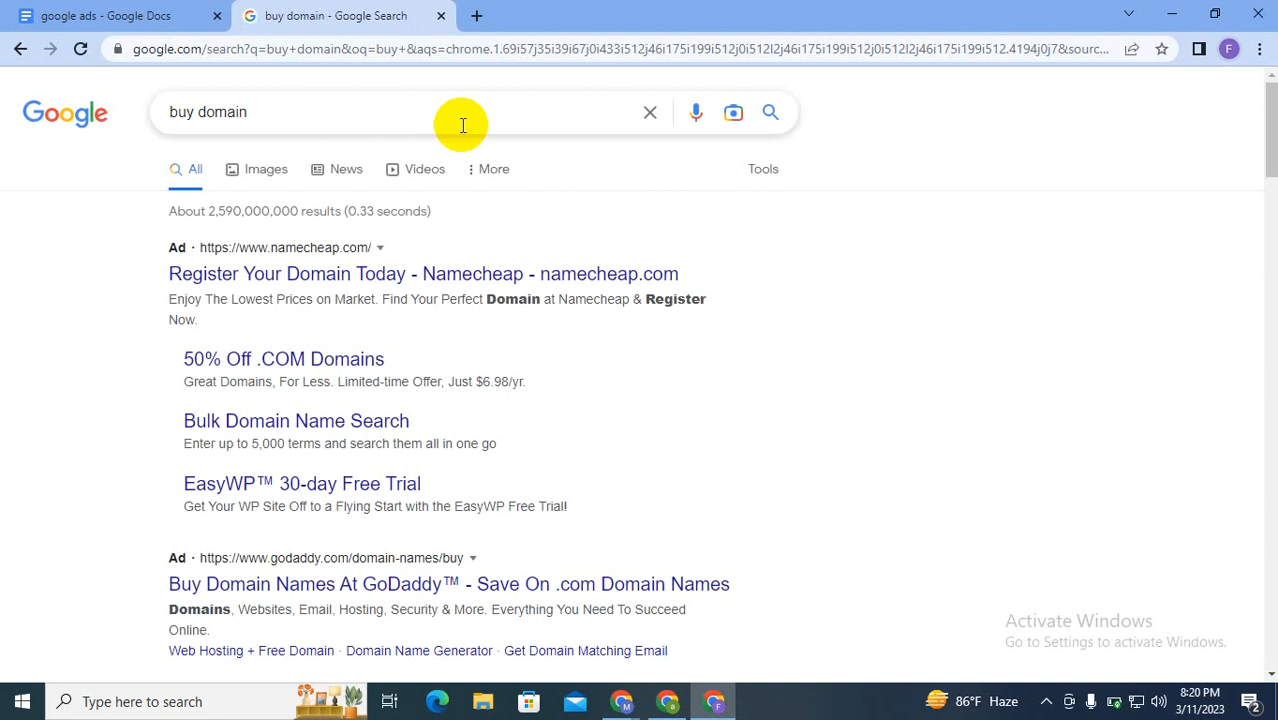 google ads - Google Docs
buy domain - Google Search
google.com/search?q=buy+domain&oq=buy+&aqs=chrome.1.69i57j35i39i67j0i433i512j46i175i199i512j0i512l2j46i175i199i512j0i512l2j46i175i199i512.4194j0j7&sourc...
F
Google
buy domain
All
Images
News
Videos
More
Tools
About 2,590,000,000 results (0.33 seconds)
Ad · https://www.namecheap.com/
Register Your Domain Today - Namecheap - namecheap.com
Enjoy The Lowest Prices on Market. Find Your Perfect Domain at Namecheap & Register
Now.
50% Off .COM Domains
Great Domains, For Less. Limited-time Offer, Just $6.98/yr.
Bulk Domain Name Search
Enter up to 5,000 terms and search them all in one go
EasyWP™ 30-day Free Trial
Get Your WP Site Off to a Flying Start with the EasyWP Free Trial!
Ad · https://www.godaddy.com/domain-names/buy
Buy Domain Names At GoDaddy™ - Save On .com Domain Names
Domains, Websites, Email, Hosting, Security & More. Everything You Need To Succeed
Online.
Web Hosting + Free Domain · Domain Name Generator · Get Domain Matching Email
Activate Windows
Go to Settings to activate Windows.
Type here to search
M
a
F
86°F Haze
8:20 PM
3/11/2023
2